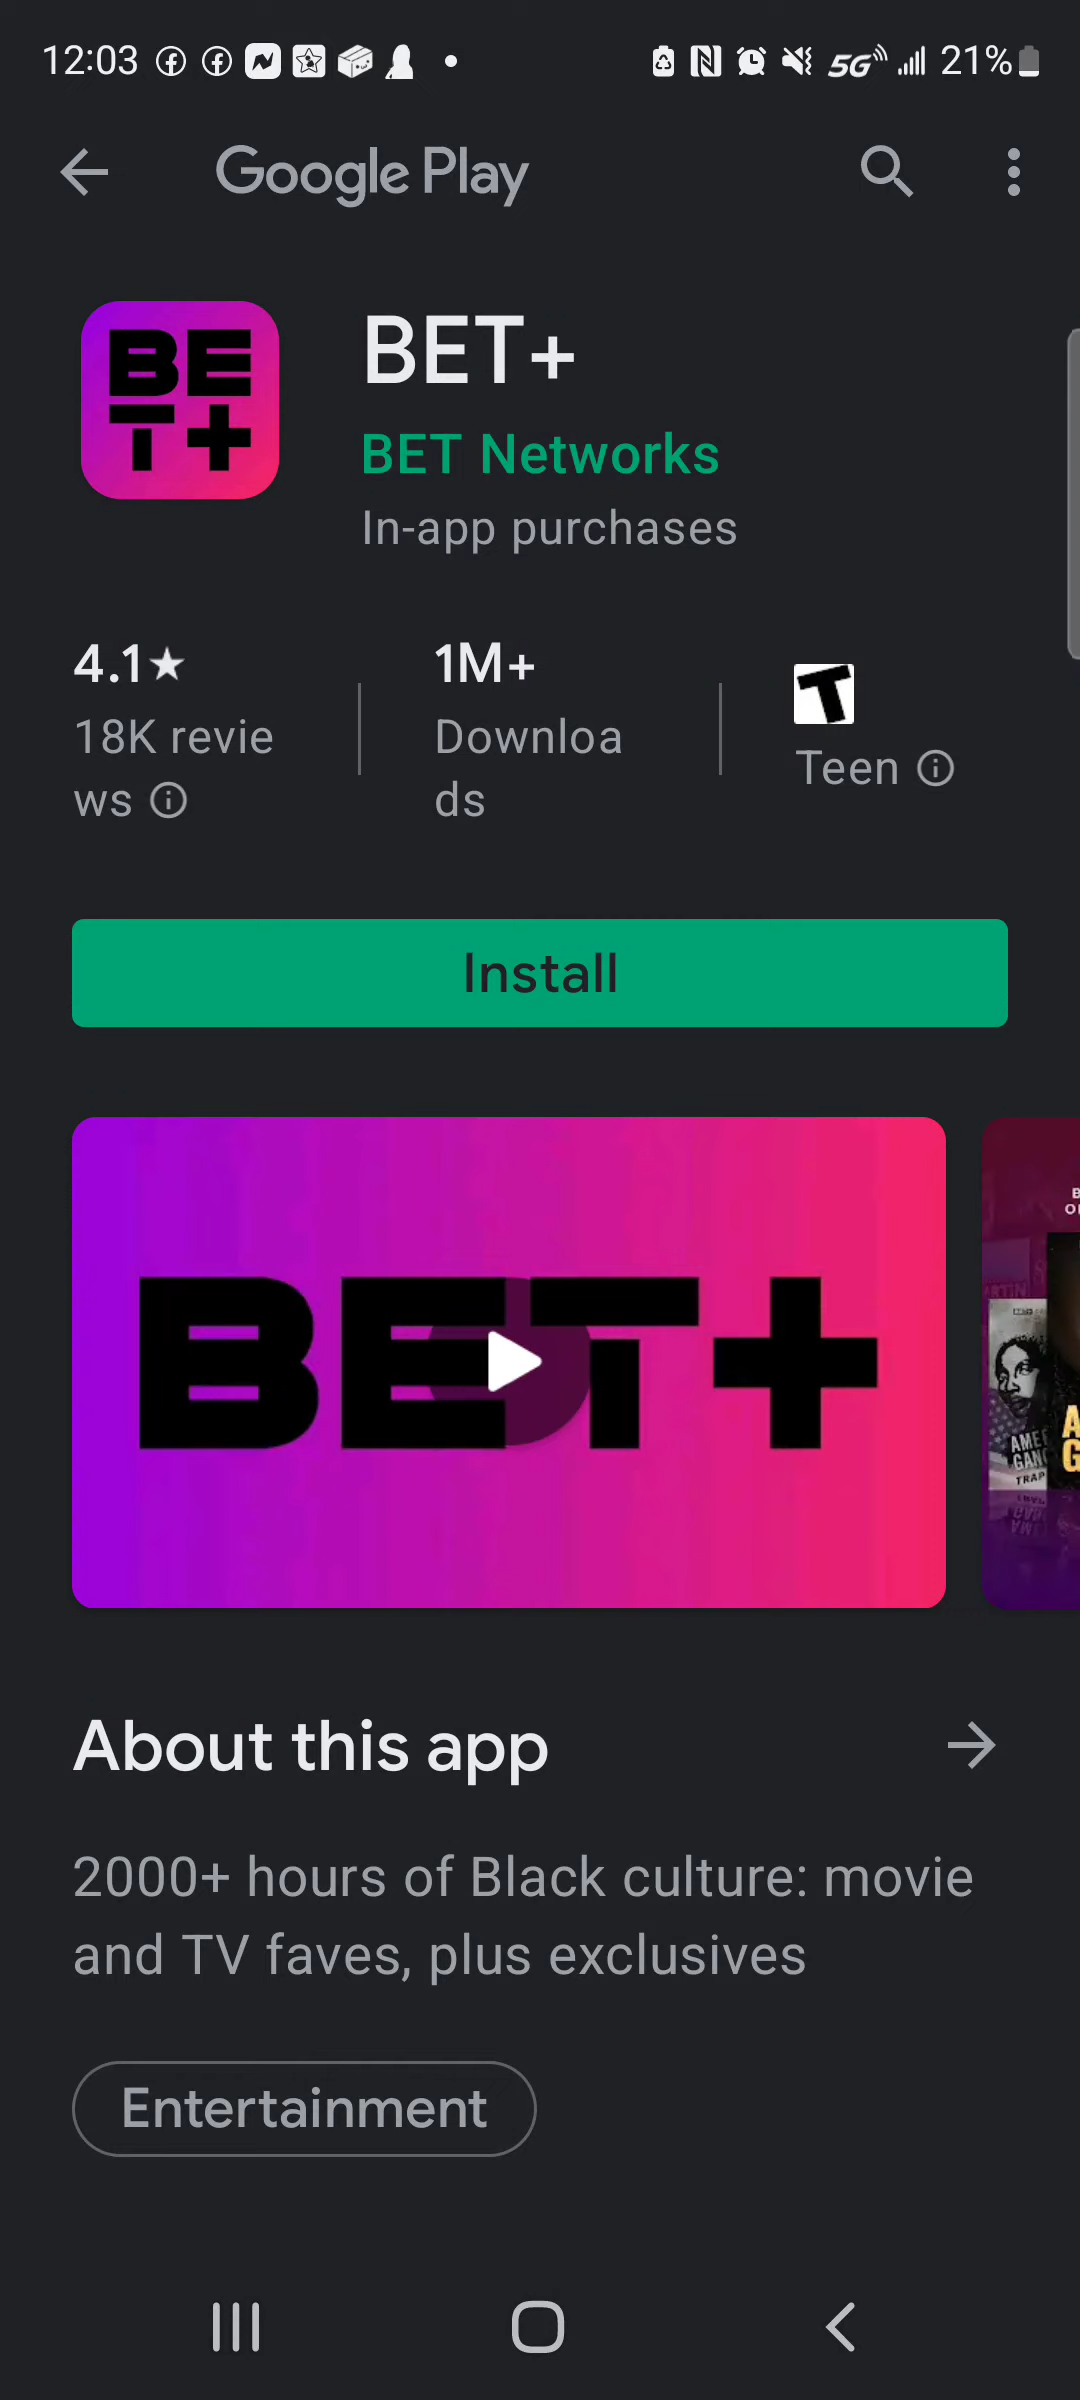 12:03
5G
21%
Google Play
BE
T+
BET+
BET Networks
In-app purchases
4.1★
18K revie
ws
1M+
Downloa
ds
T
Teen
Install
BET+
About this app
2000+ hours of Black culture: movie
and TV faves, plus exclusives
Entertainment